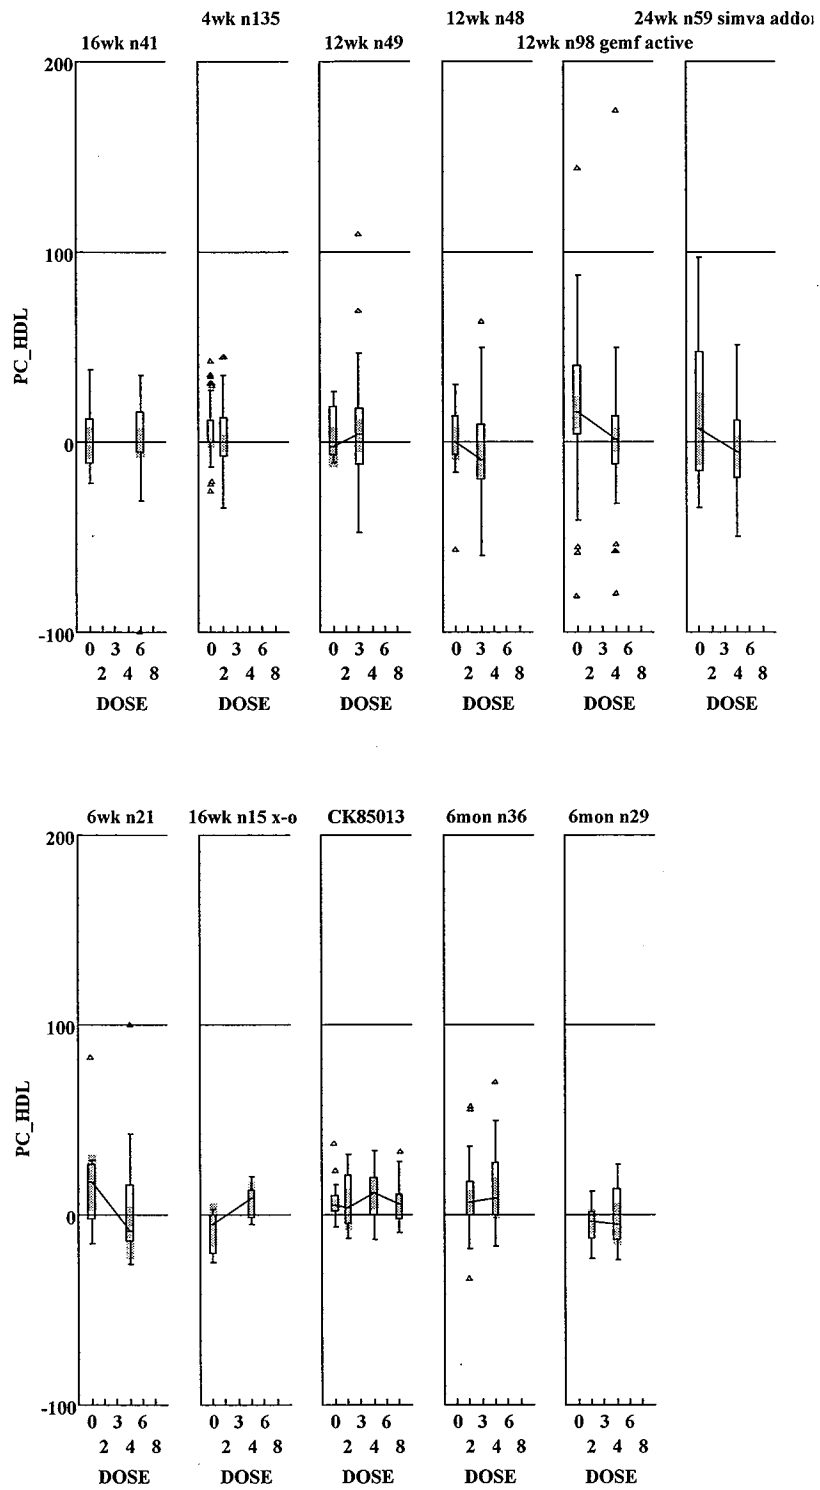 4wk n135 12wk n48 24wk n59 simva addo
16wk n41 12wk n49 12wk n98 gemf active
200
100
PC_HDL
0
-100
0 3 6 0 3 6 0 3 6 0 3 6 0 3 6 0 3 6
2 4 8 2 4 8 2 4 8 2 4 8 2 4 8 2 4 8
DOSE DOSE DOSE DOSE DOSE DOSE
6wk n21 16wk n15 x-o CK85013 6mon n36 6mon n29
200
100
PC_HDL
0
-100
0 3 6 0 3 6 0 3 6 0 3 6 0 3 6
2 4 8 2 4 8 2 4 8 2 4 8 2 4 8
DOSE DOSE DOSE DOSE DOSE